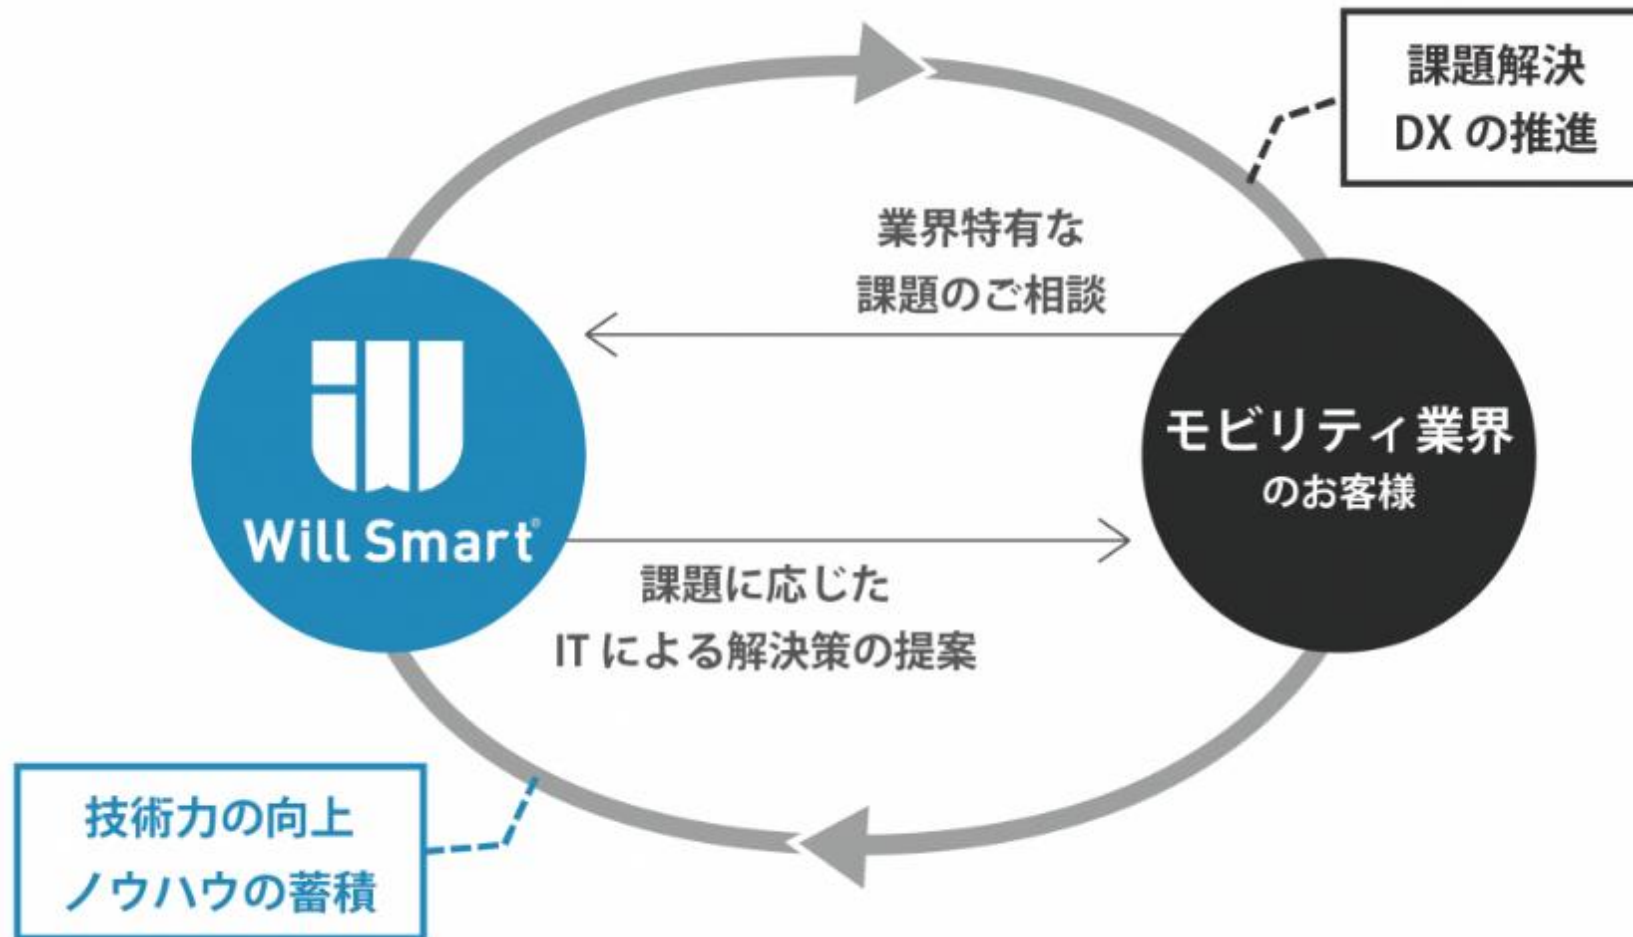 課題解決
DX の推進
業界特有な
課題のご相談
Will Smart®
モビリティ業界
のお客様
課題に応じた
IT による解決策の提案
技術力の向上
ノウハウの蓄積